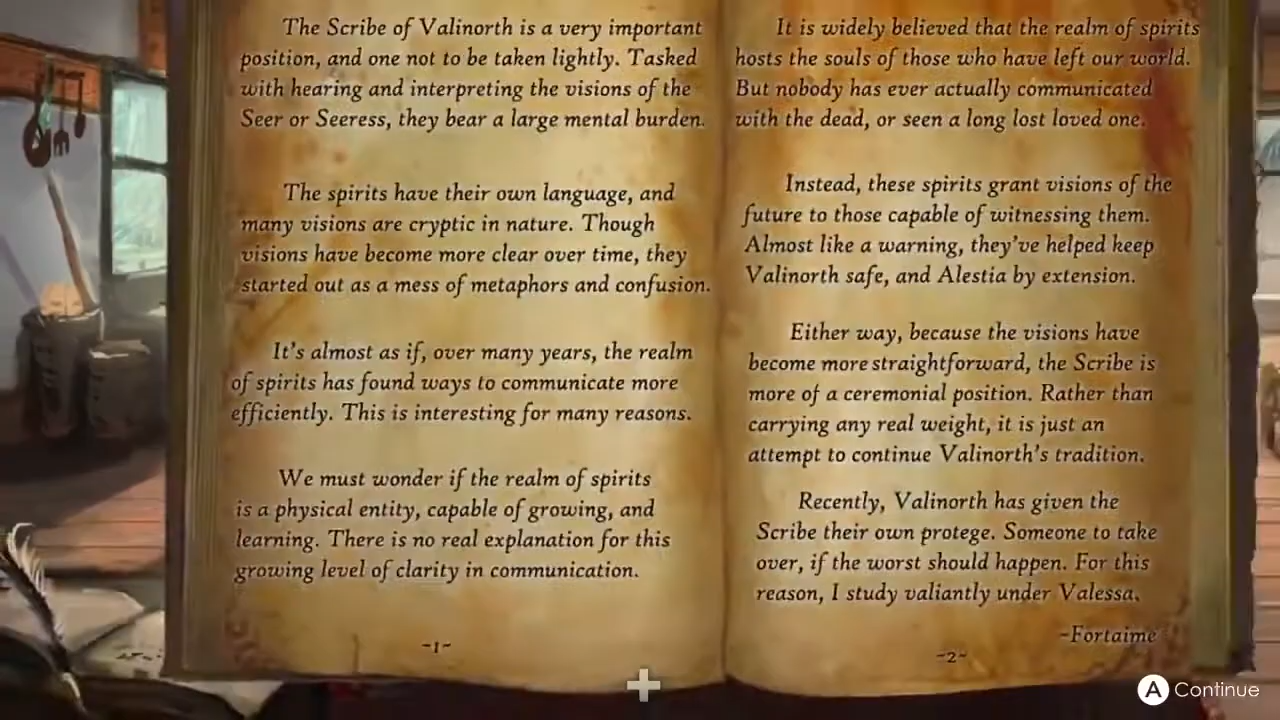 The Scribe of Valinorth is a very important
position, and one not to be taken lightly. Tasked
with hearing and interpreting the visions of the
Seer or Seeress, they bear a large mental burden.
The spirits have their own language, and
many visions are cryptic in nature. Though
visions have become more clear over time, they
started out as a mess of metaphors and confusion.
It's almost as if, over many years, the realm
of spirits has found ways to communicate more
efficiently. This is interesting for many reasons.
We must wonder if the realm of spirits
is a physical entity, capable of growing, and
learning. There is no real explanation for this
growing level of clarity in communication.
~1~
It is widely believed that the realm of spirits
hosts the souls of those who have left our world.
But nobody has ever actually communicated
with the dead, or seen a long lost loved one.
Instead, these spirits grant visions of the
future to those capable of witnessing them.
Almost like a warning, they've helped keep
Valinorth safe, and Alestia by extension.
Either way, because the visions have
become more straightforward, the Scribe is
more of a ceremonial position. Rather than
carrying any real weight, it is just an
attempt to continue Valinorth's tradition.
Recently, Valinorth has given the
Scribe their own protege. Someone to take
over, if the worst should happen. For this
reason, I study valiantly under Valessa.
~Fortaime
~2~
A Continue